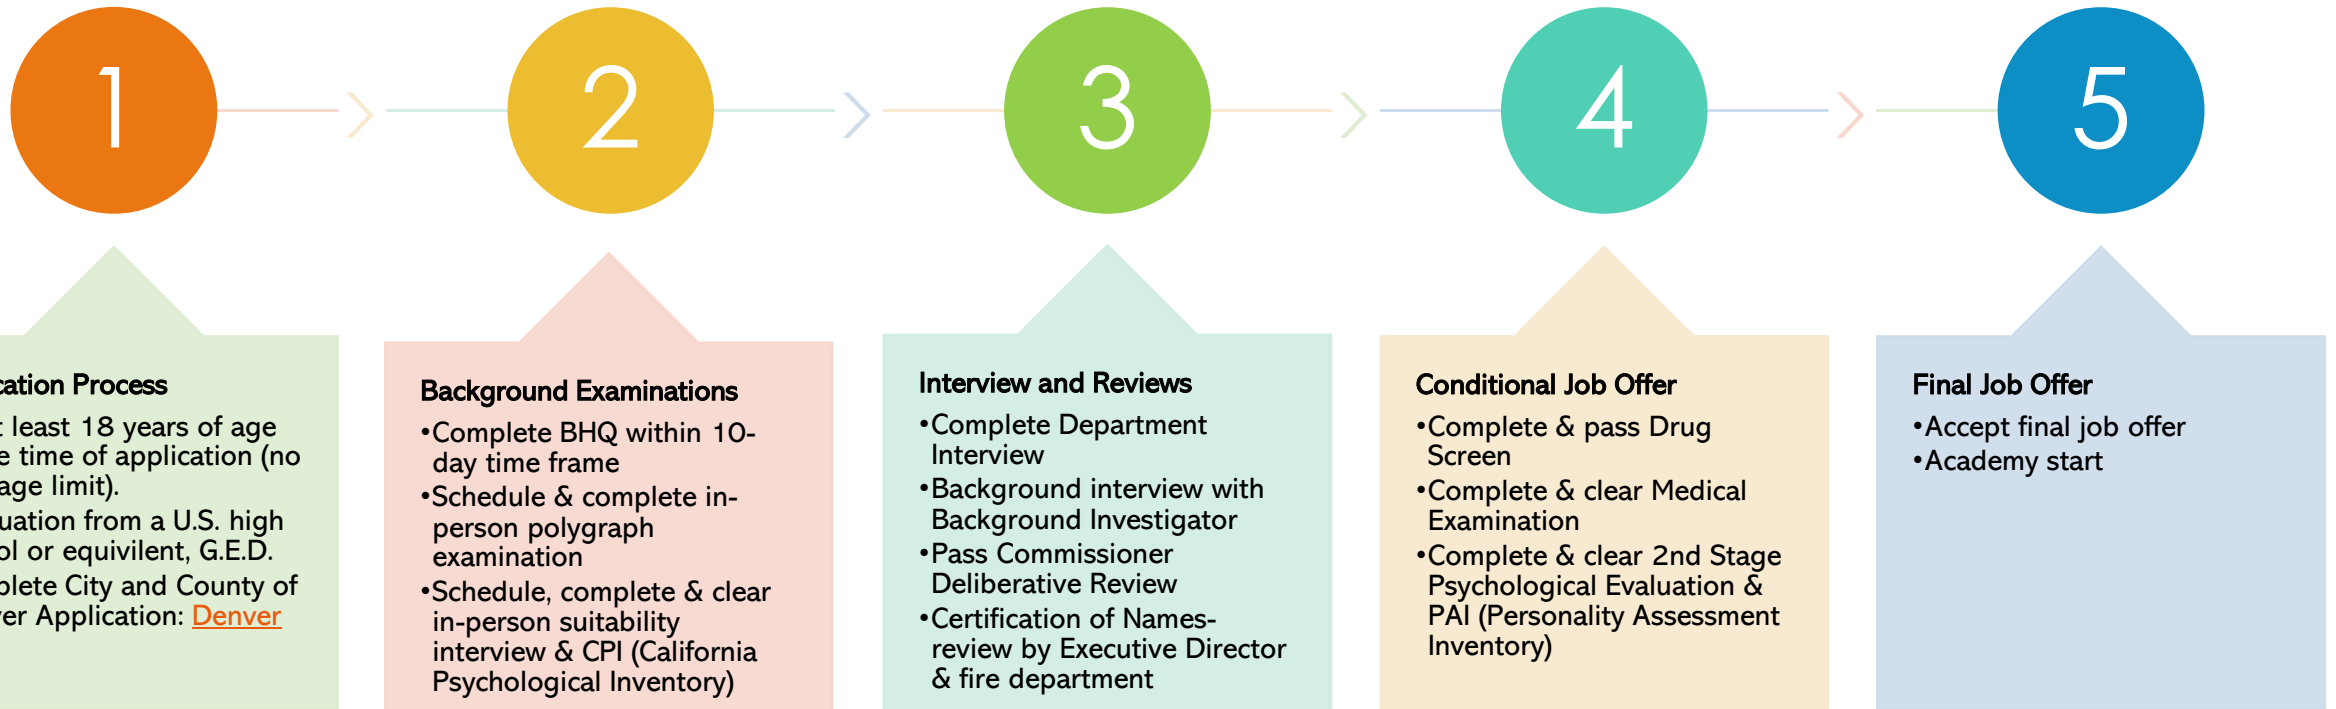 1
2
3
4
5
cation Process
t least 18 years of age
e time of application (no
age limit).
uation from a U.S. high
ol or equivilent, G.E.D.
plete City and County of
er Application: Denver
Background Examinations
•Complete BHQ within 10-
day time frame
•Schedule & complete in-
person polygraph
examination
•Schedule, complete & clear
in-person suitability
interview & CPI (California
Psychological Inventory)
Interview and Reviews
•Complete Department
Interview
•Background interview with
Background Investigator
•Pass Commissioner
Deliberative Review
•Certification of Names-
review by Executive Director
& fire department
Conditional Job Offer
•Complete & pass Drug
Screen
•Complete & clear Medical
Examination
•Complete & clear 2nd Stage
Psychological Evaluation &
PAI (Personality Assessment
Inventory)
Final Job Offer
•Accept final job offer
•Academy start